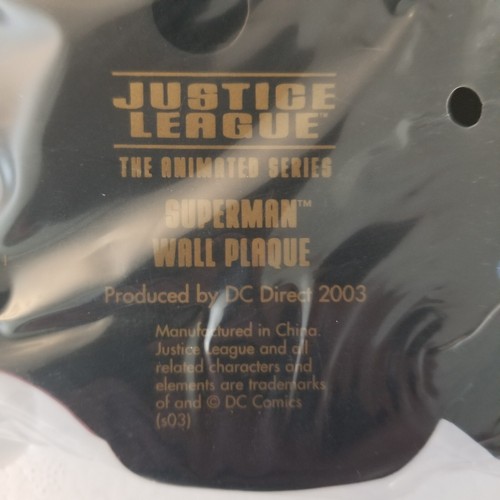 JUSTICE
LEAGUE™
THE ANIMATED SERIES
SUPERMAN™
WALL PLAQUE
Produced by DC Direct 2003
Manufactured in China.
Justice League and all
related characters and
elements are trademarks
of and © DC Comics
(s03)